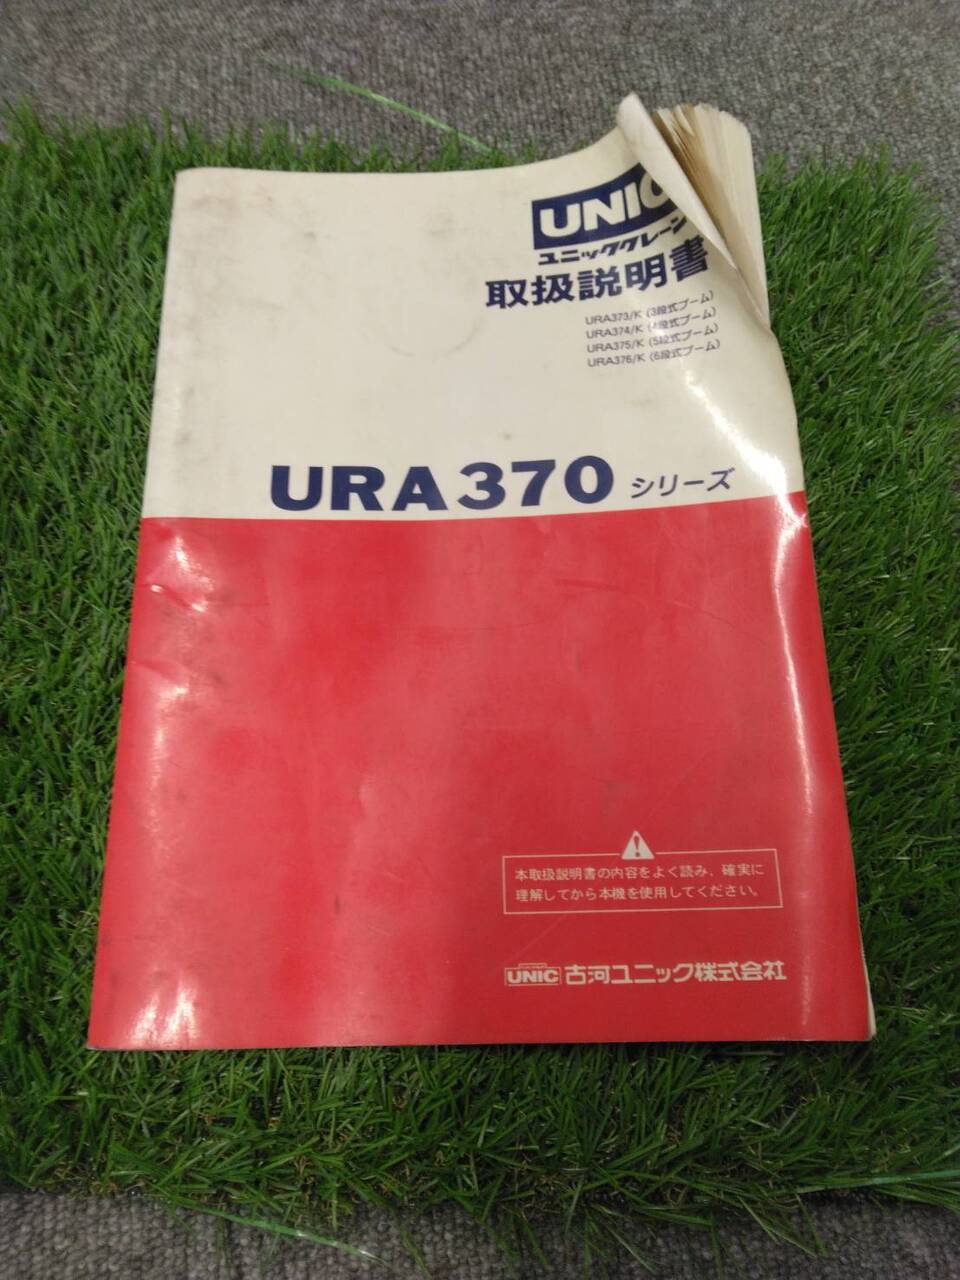 UNIC
ユニッククレーン
取扱説明書
URA373/K (3段式ブーム)
URA374/K (4段式ブーム)
URA375/K (5段式ブーム)
URA376/K (6段式ブーム)
URA370 シリーズ
本取扱説明書の内容をよく読み、確実に
理解してから本機を使用してください。
UNIC 古河ユニック株式会社